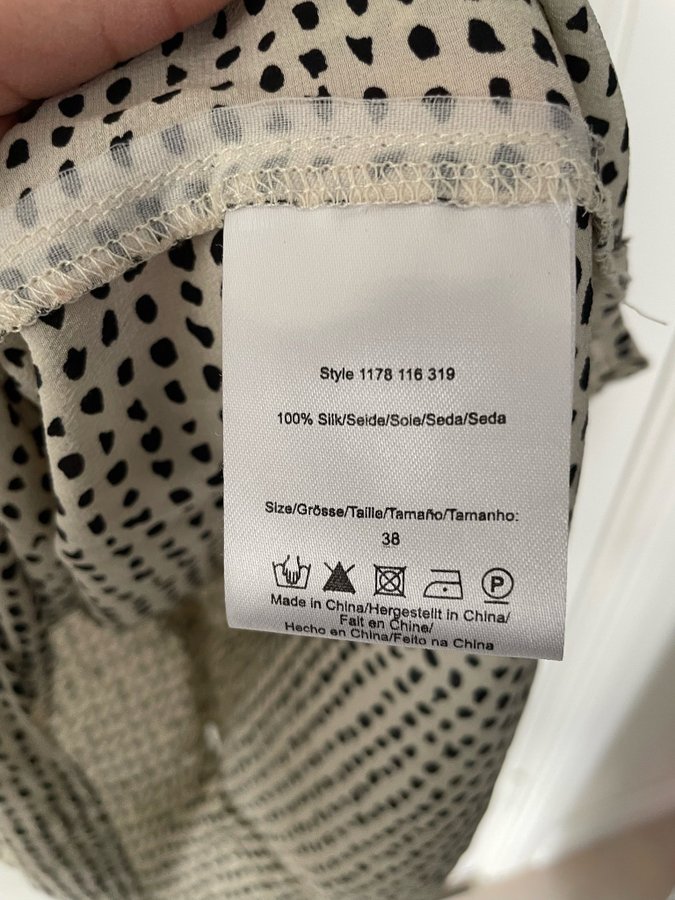 Style 1178 116 319
100% Silk/Seide/Soie/Seda/Seda
Size/Grösse/Taille/Tamaño/Tamanho:
38
P
Made in China/Hergestellt in China/
Fait en Chine/
Hecho en China/Feito na China